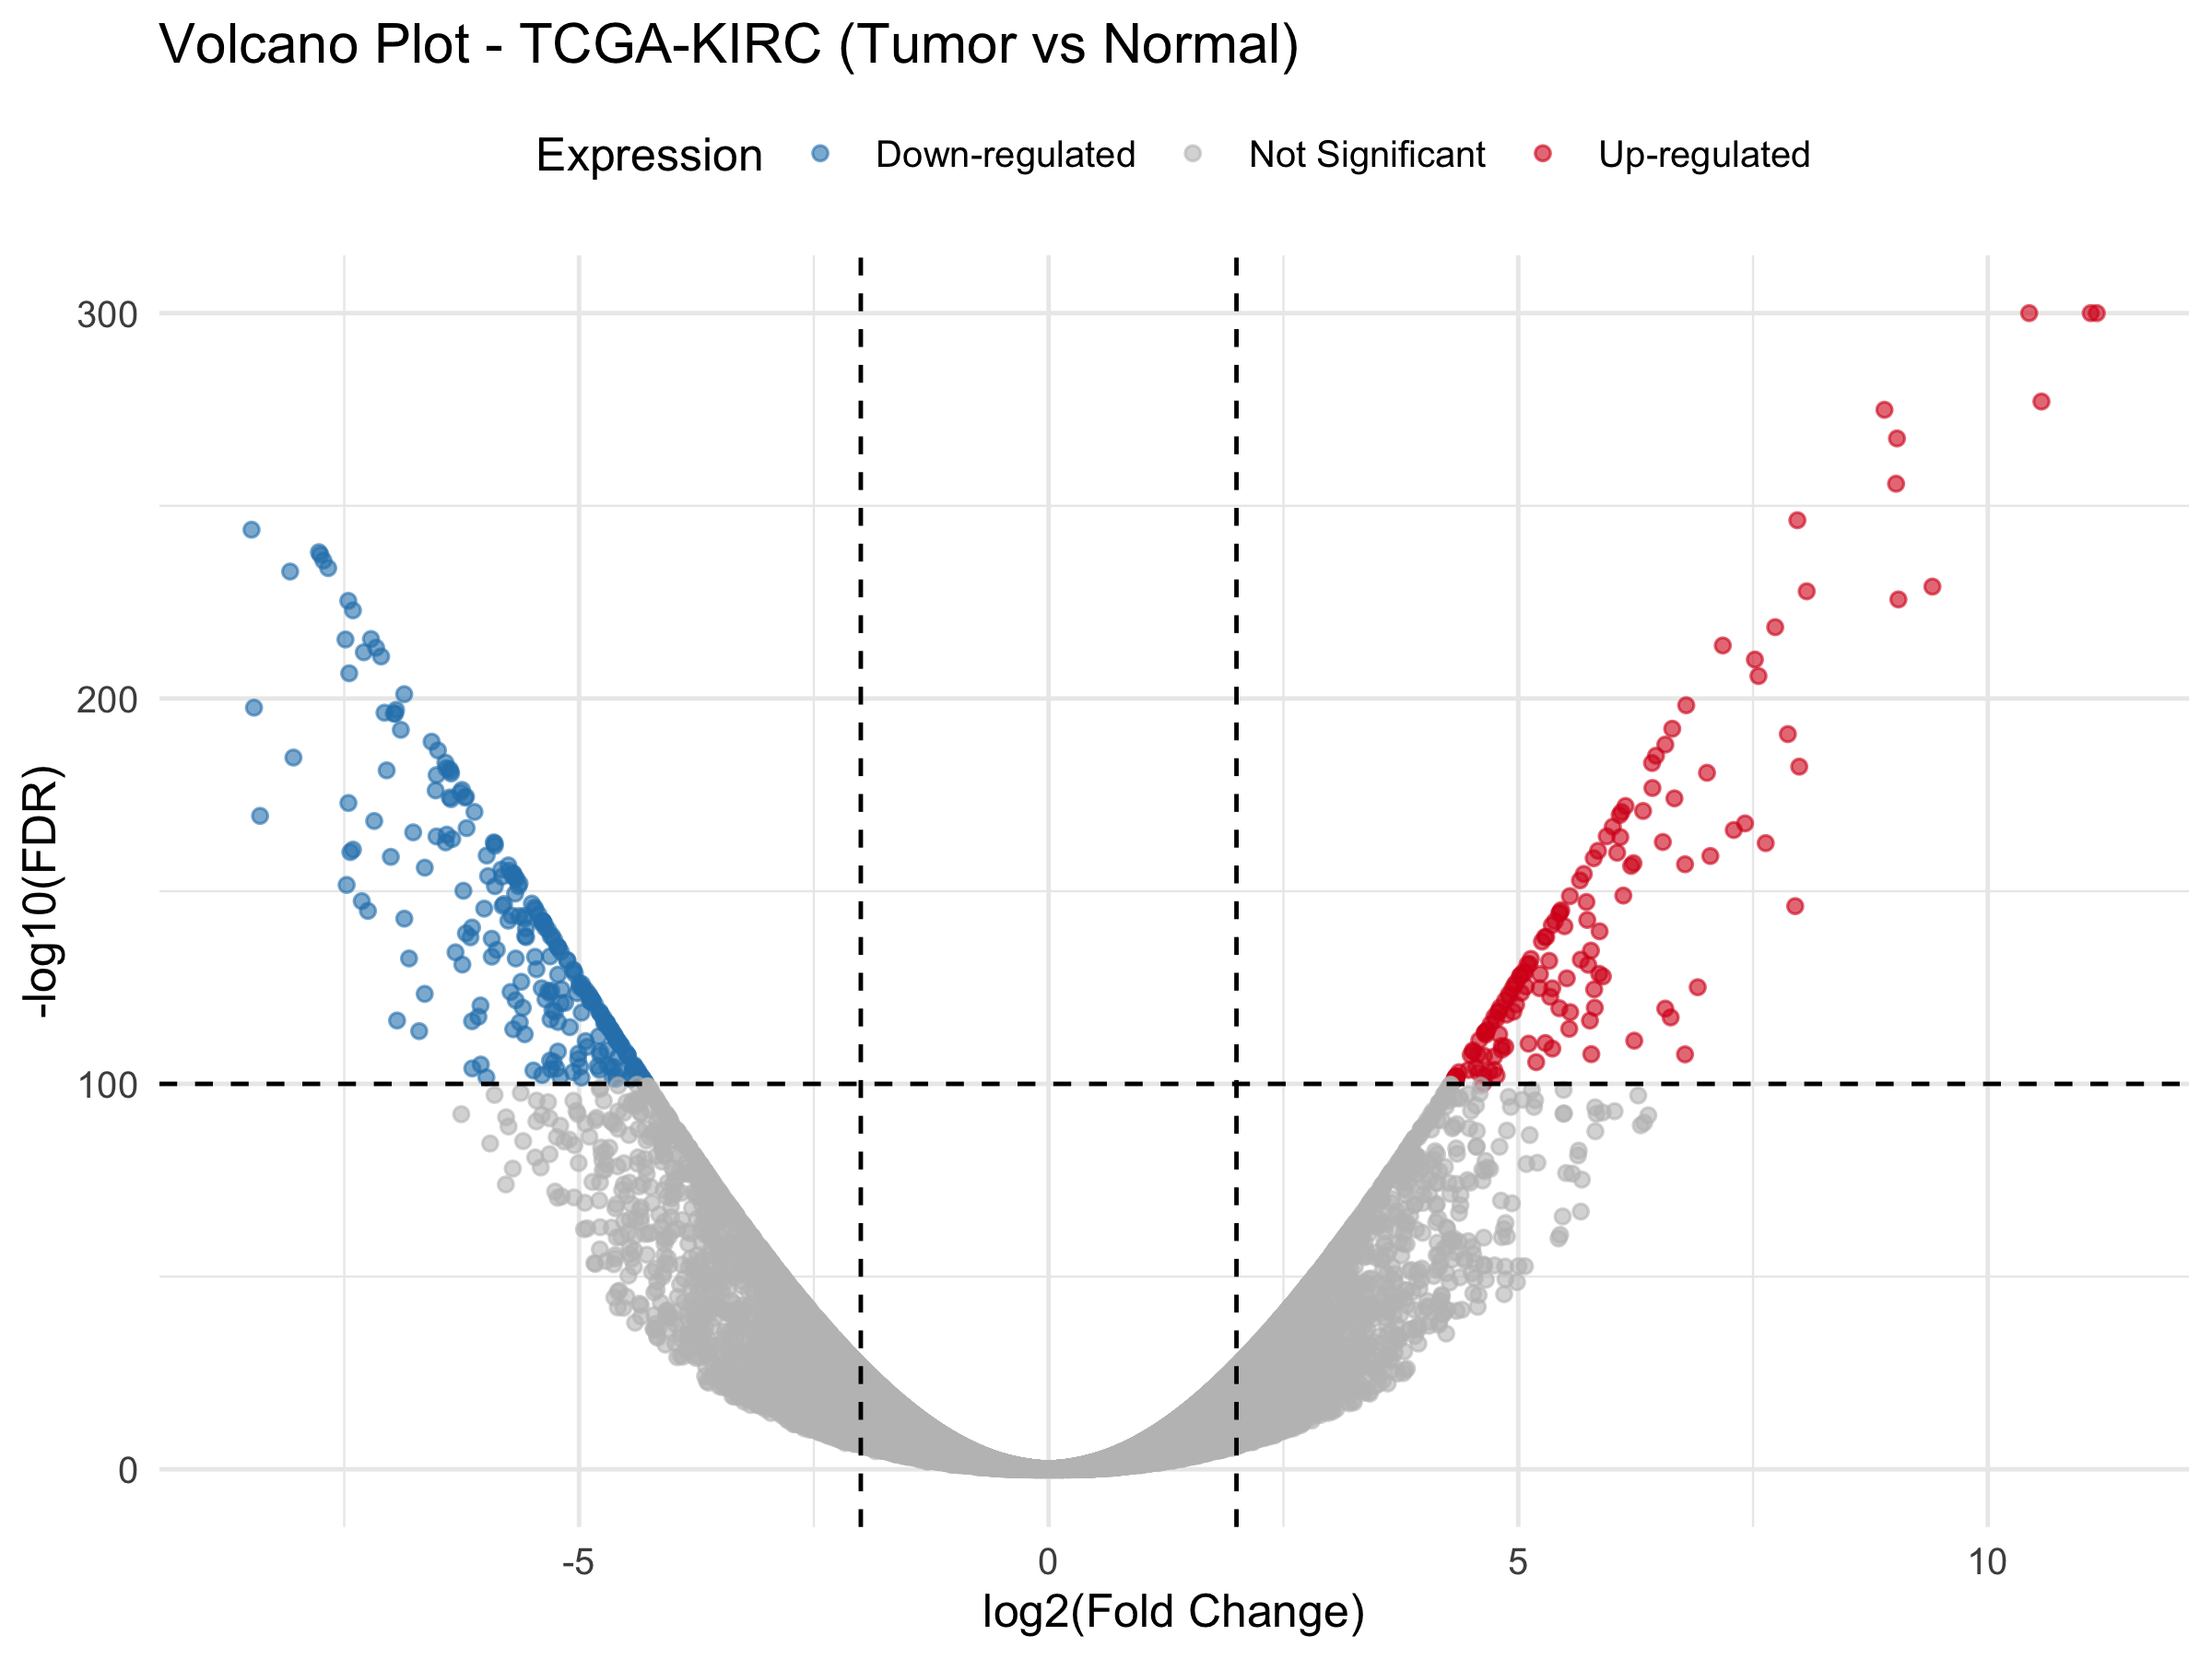 Volcano Plot - TCGA-KIRC (Tumor vs Normal)
Expression Down-regulated Not Significant Up-regulated
300
200
100
0
-log10(FDR)
-5 0 5 10
log2(Fold Change)